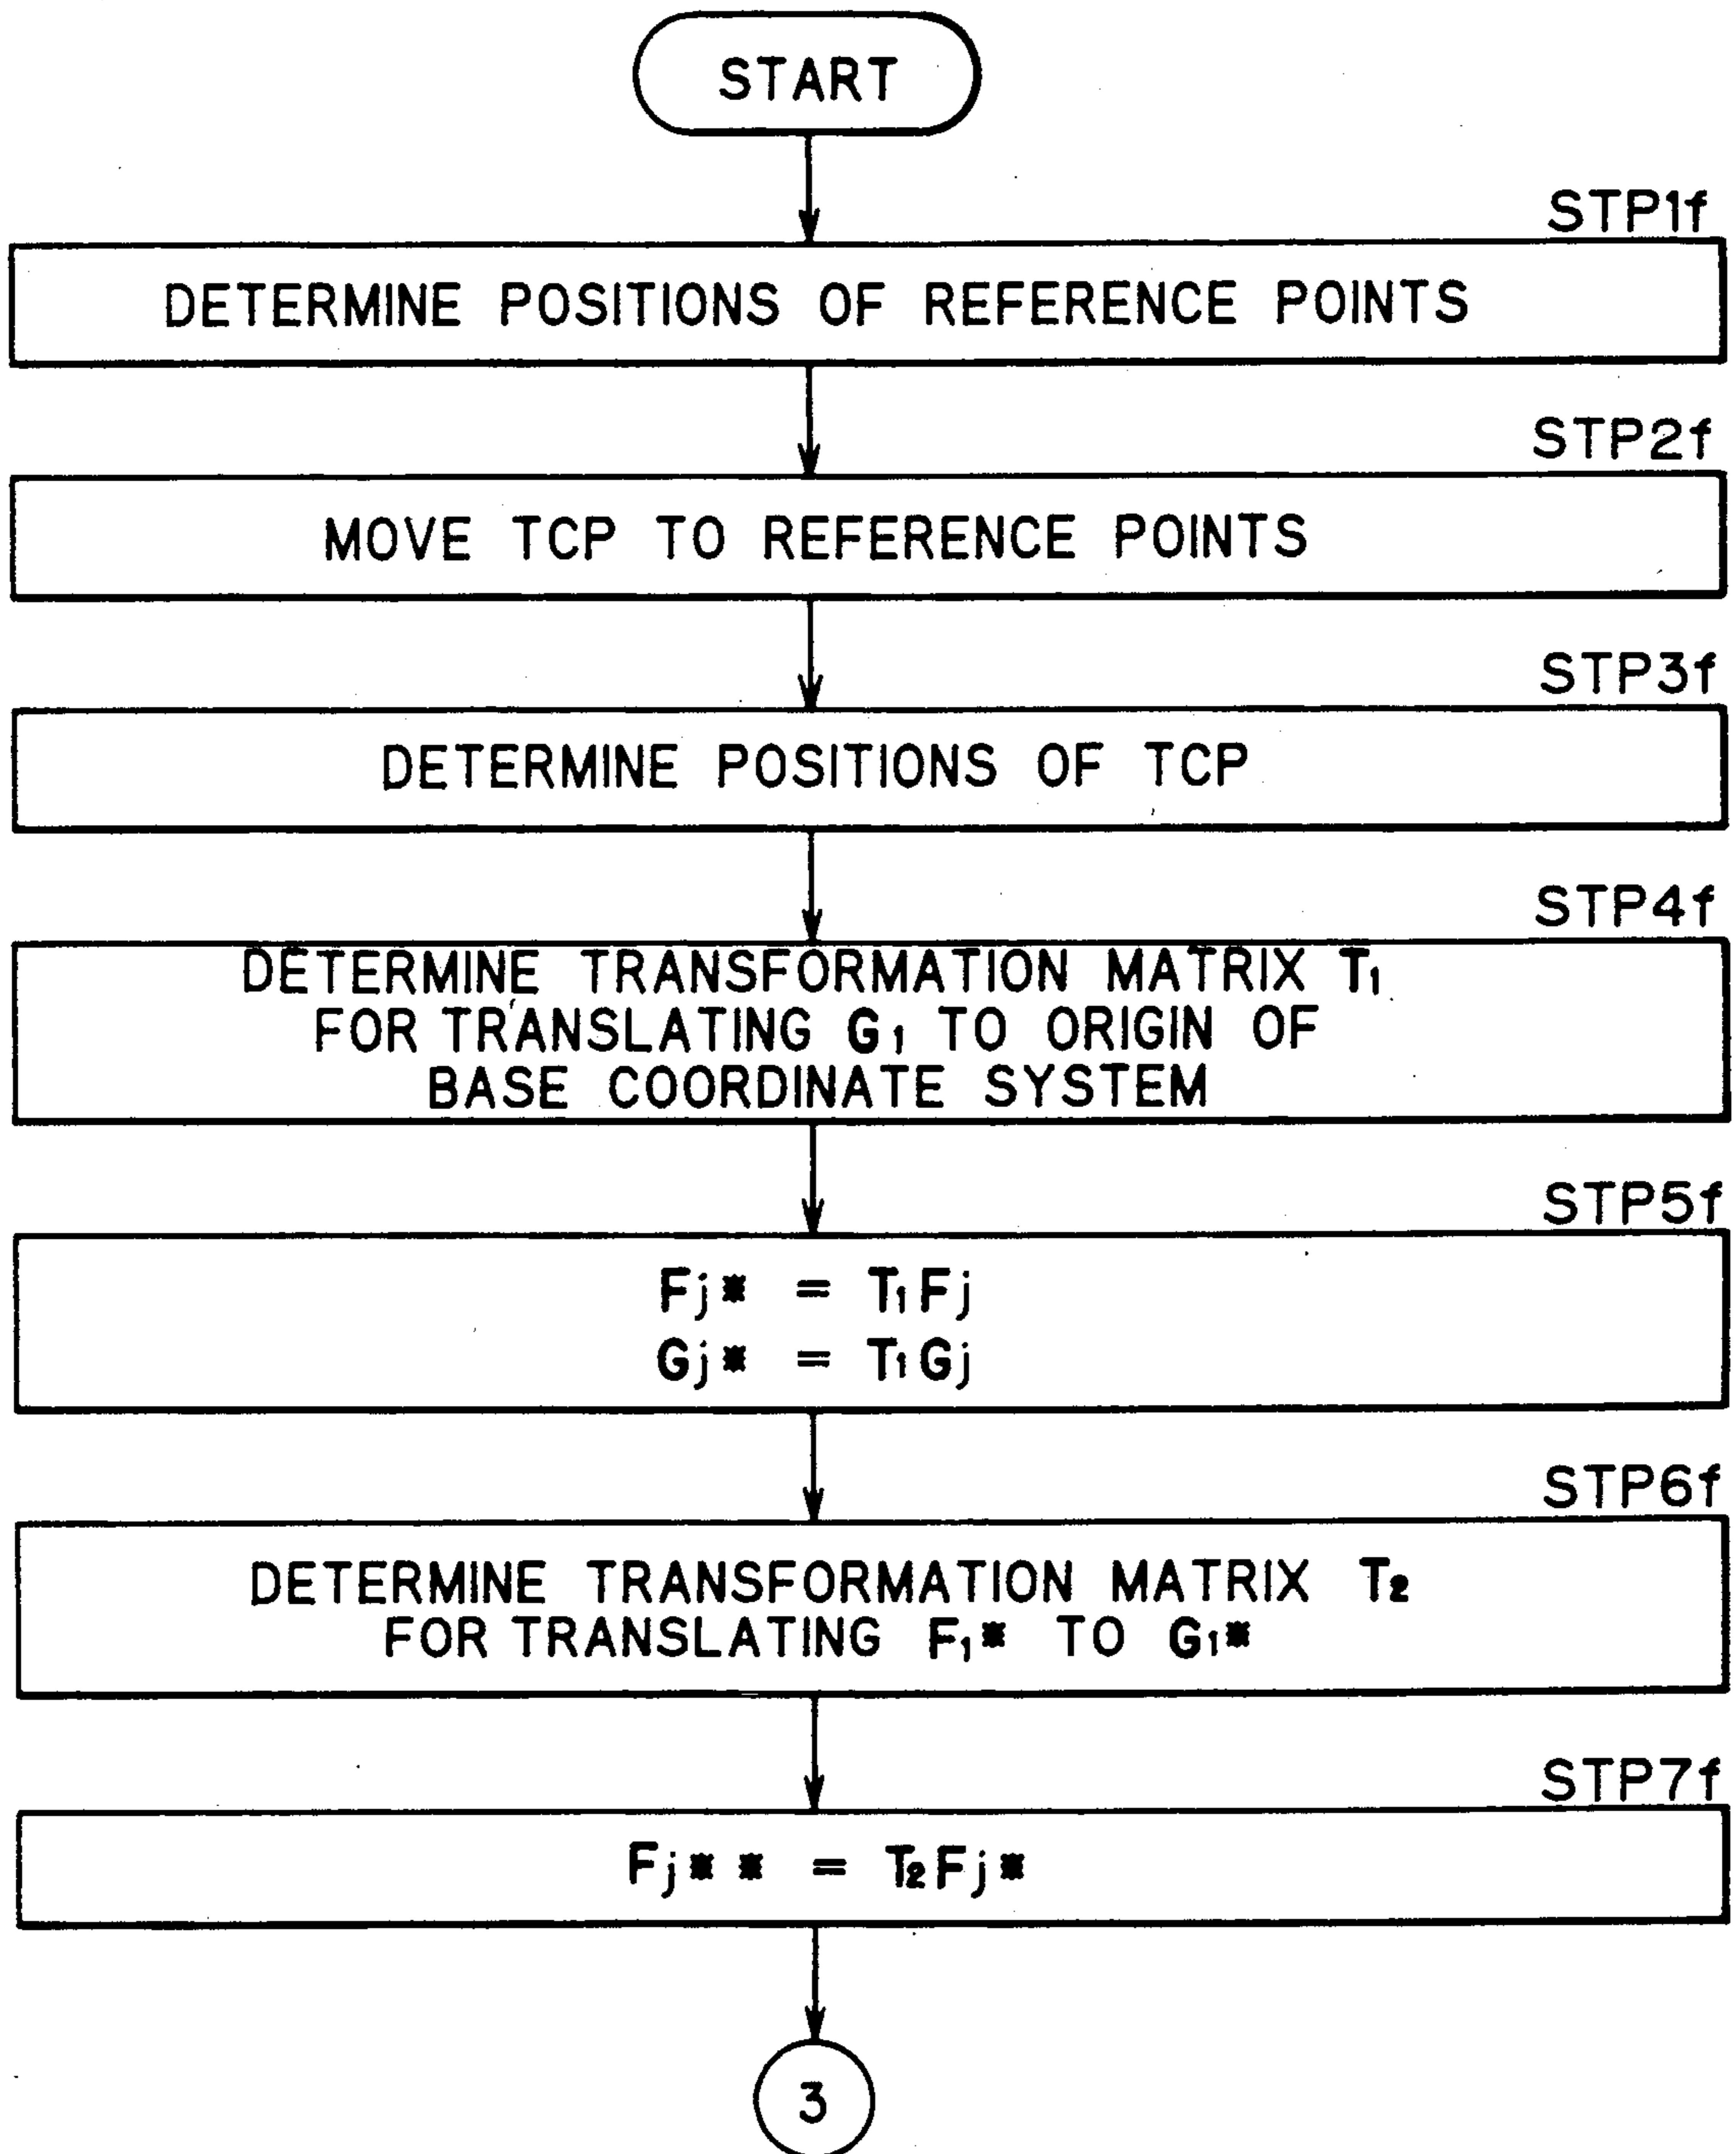 START
STP1f
DETERMINE POSITIONS OF REFERENCE POINTS
STP2f
MOVE TCP TO REFERENCE POINTS
STP3f
DETERMINE POSITIONS OF TCP
STP4f
DETERMINE TRANSFORMATION MATRIX T1
FOR TRANSLATING G1 TO ORIGIN OF
BASE COORDINATE SYSTEM
STP5f
Fj* = T1Fj
Gj* = T1Gj
STP6f
DETERMINE TRANSFORMATION MATRIX T2
FOR TRANSLATING F1* TO G1*
STP7f
Fj** = T2Fj*
3